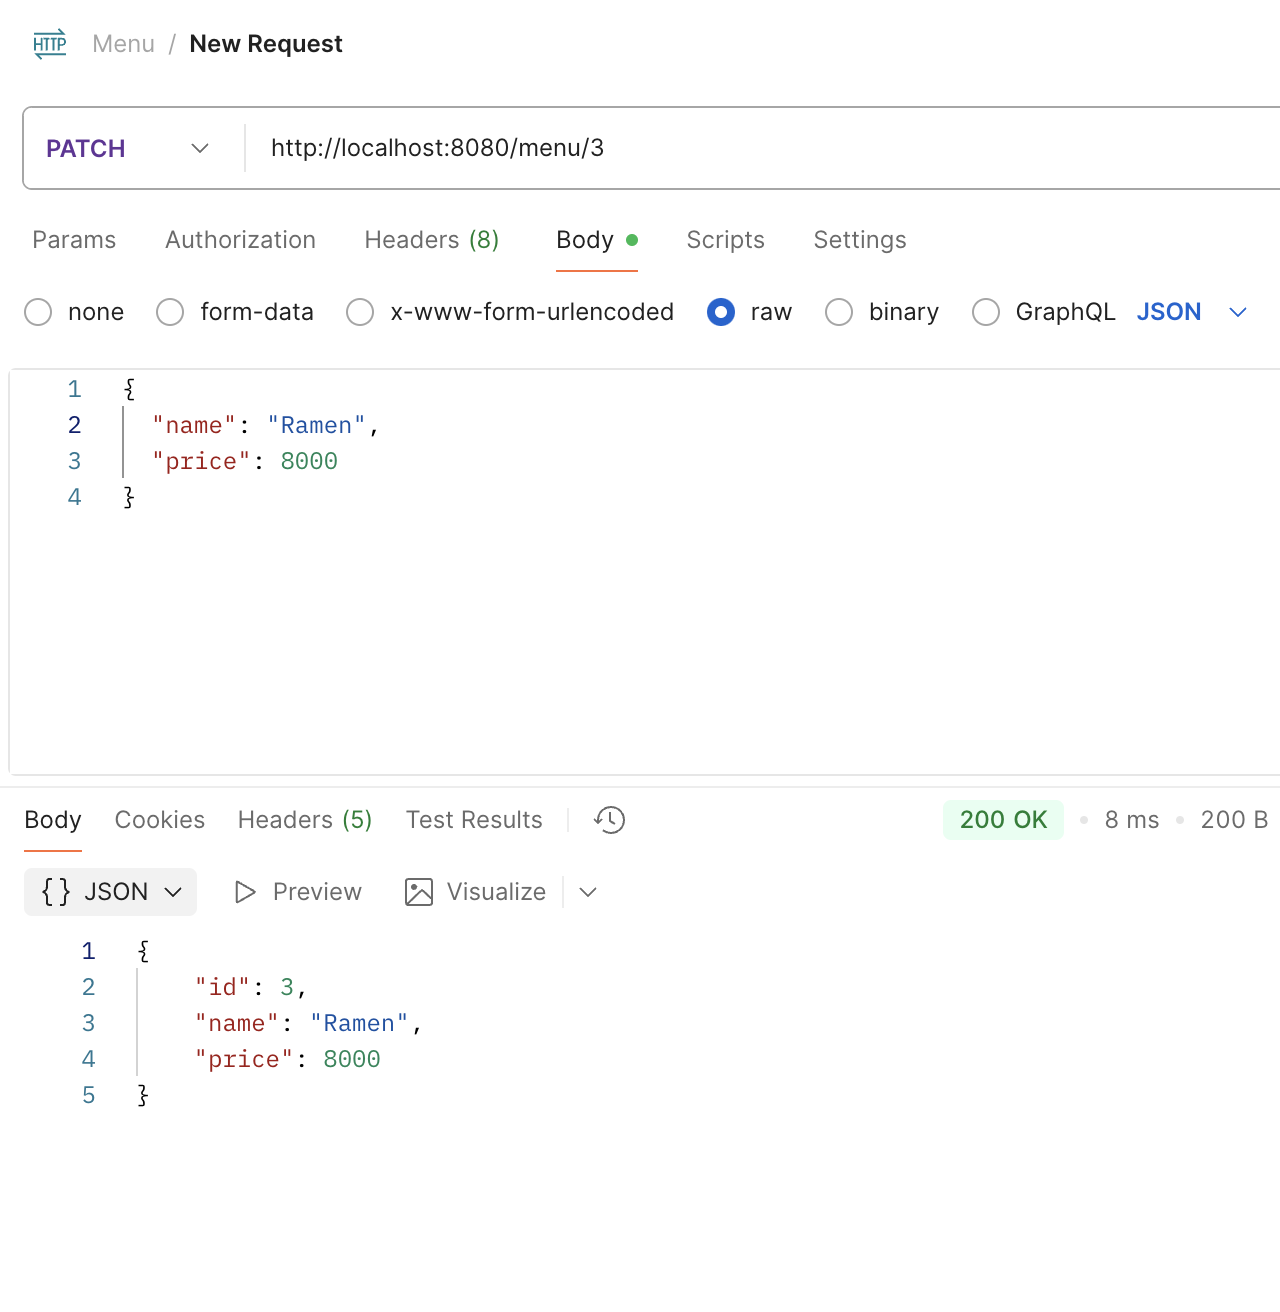 HTTP Menu / New Request
PATCH http://localhost:8080/menu/3
Params Authorization Headers (8) Body Scripts Settings
none form-data x-www-form-urlencoded raw binary GraphQL JSON
1 {
2 "name": "Ramen",
3 "price": 8000
4 }
Body Cookies Headers (5) Test Results 200 OK • 8 ms • 200 B
{} JSON Preview Visualize
1 {
2 "id": 3,
3 "name": "Ramen",
4 "price": 8000
5 }